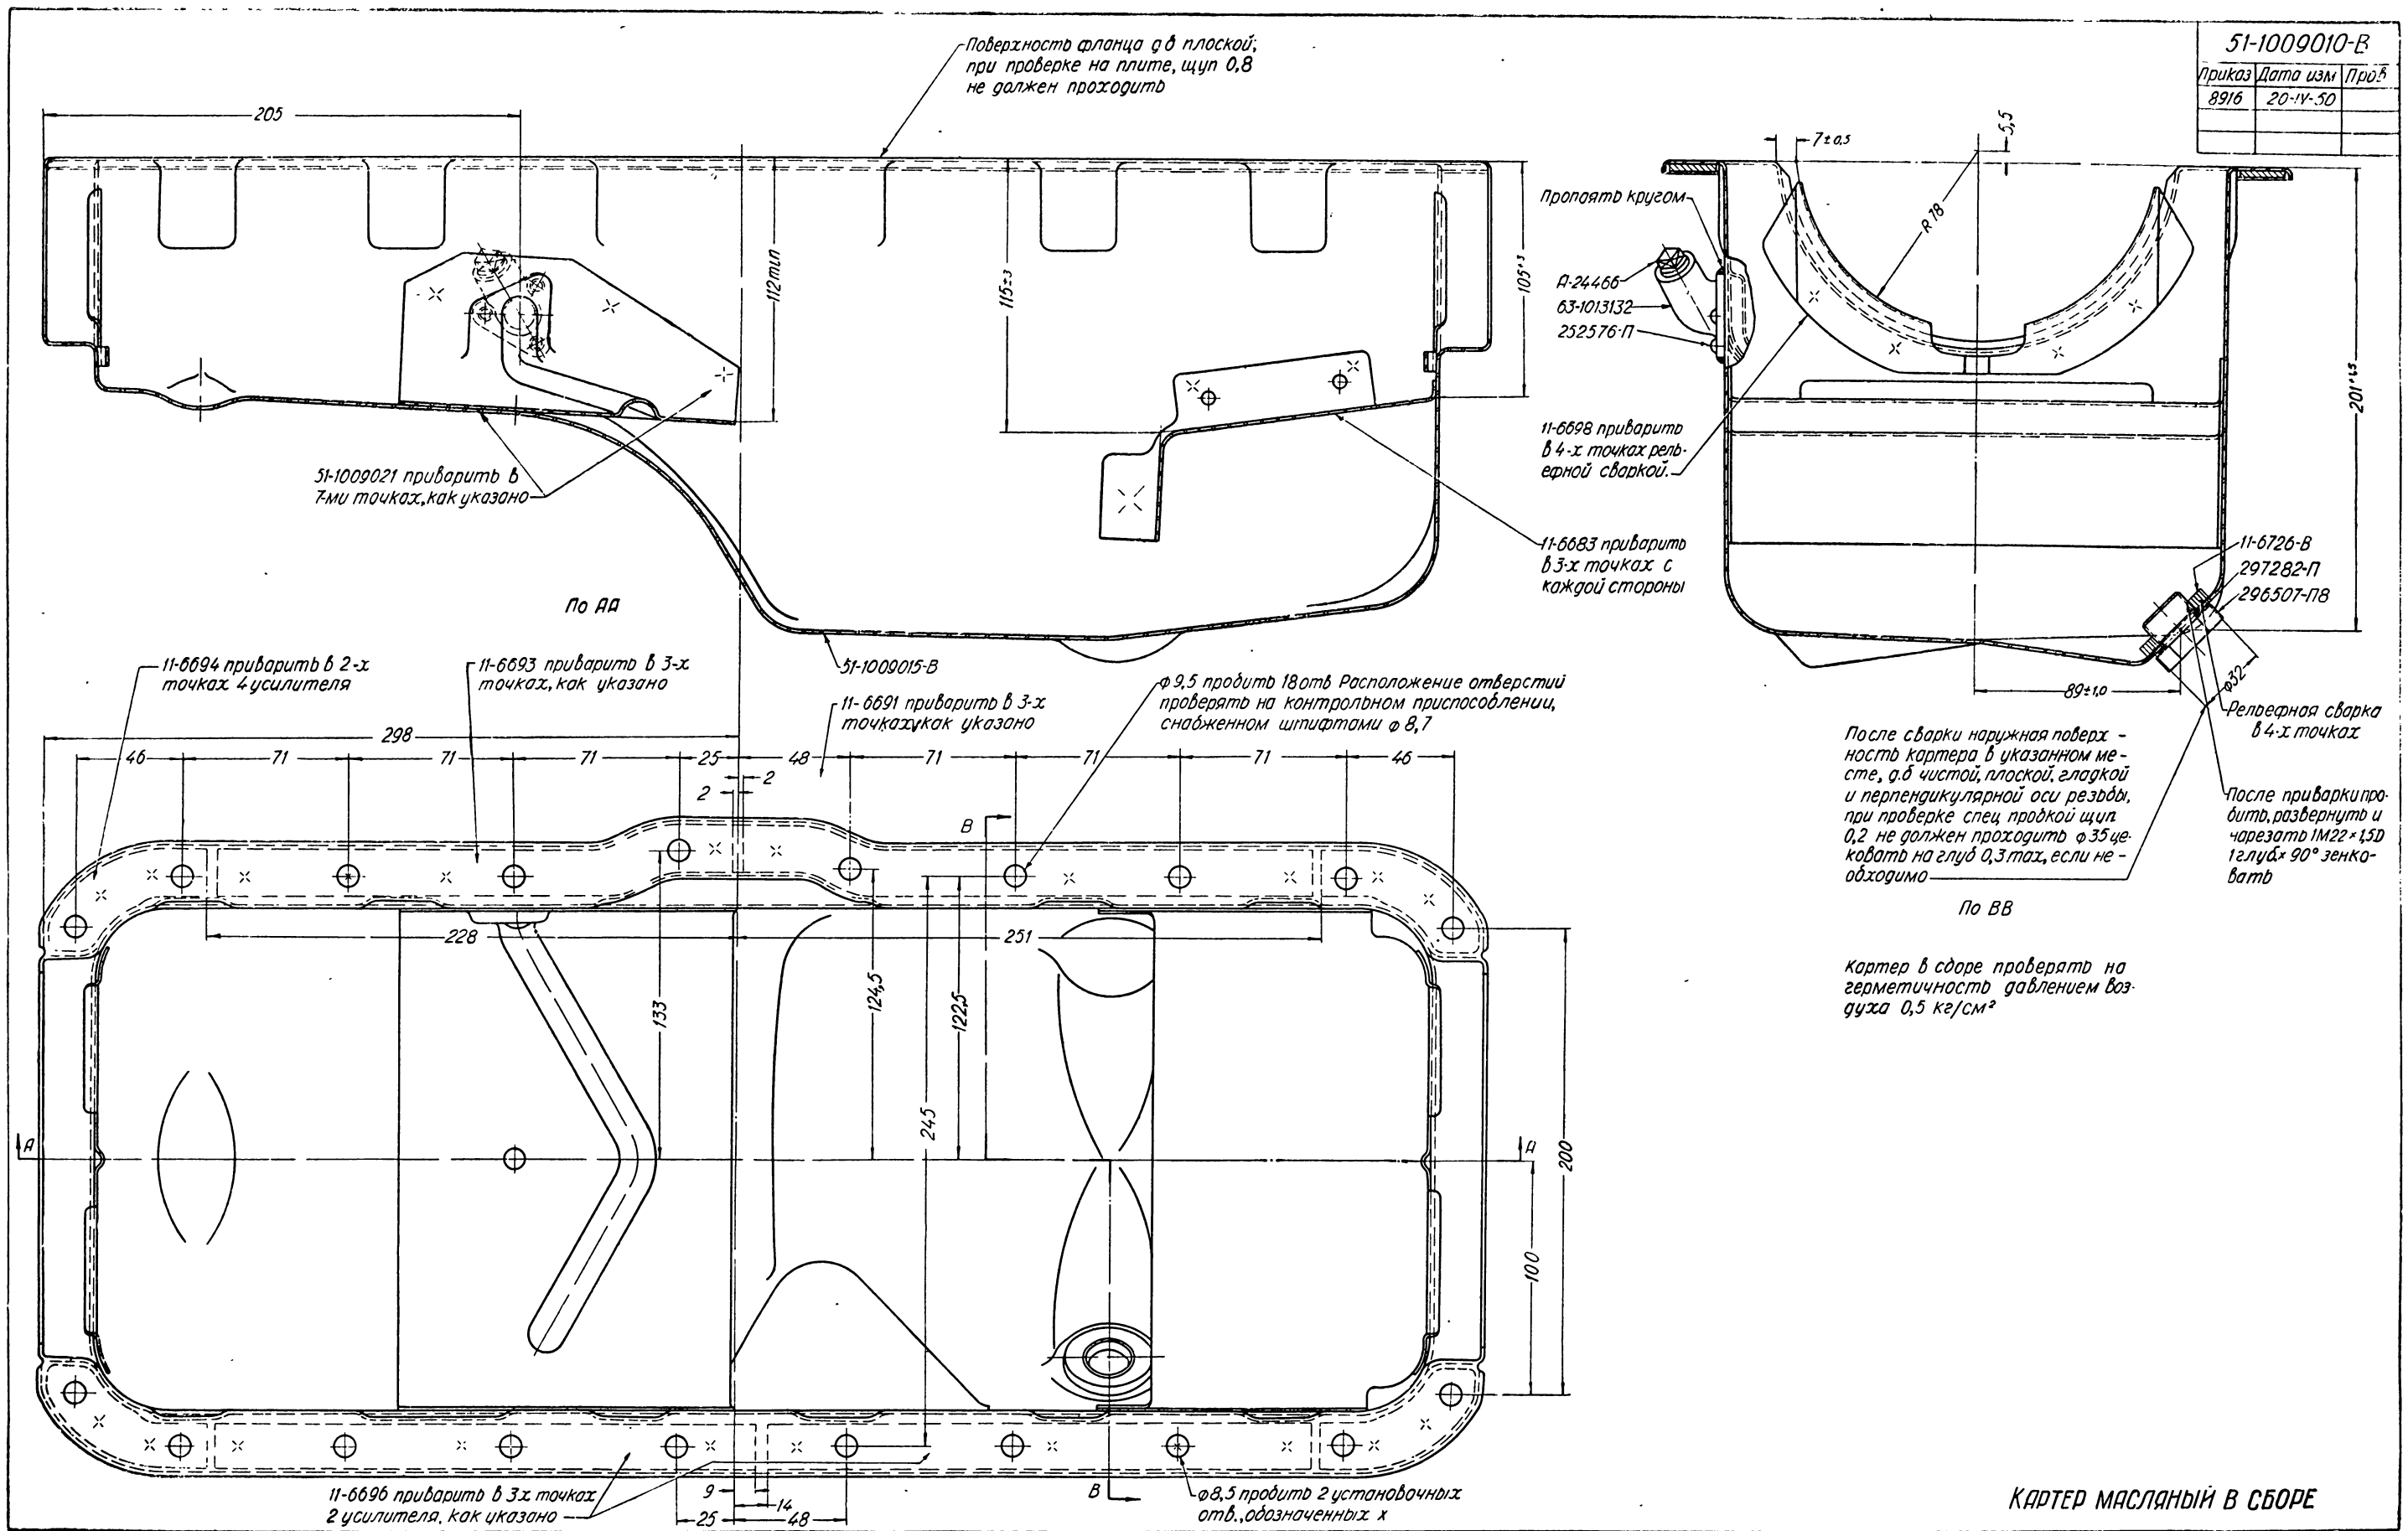 51-1009010-В
Приказ Дата изм Пров
8916 20-IV-50
Поверхность фланца д б плоской;
при проверке на плите, щуп 0,8
не должен проходить
205
112 min
115±3
105⁺³
51-1009021 приварить в
7-ми точках, как указано
По АА
51-1009015-В
7±0,5
5,5
R 78
Пропаять кругом
А-24466
63-1013132
252576-П
11-6698 приварить
в 4-х точках рель-
ефной сваркой.
11-6683 приварить
в 3-х точках с
каждой стороны
201⁺¹·⁵
11-6726-В
297282-П
296507-П8
89±1,0
ϕ32
Рельефная сварка
в 4-х точках
После приварки про-
бить, развернуть и
нарезать 1М22×1,5D
1 глуб× 90° зенко-
вать
После сварки наружная поверх-
ность картера в указанном ме-
сте, д.б чистой, плоской, гладкой
и перпендикулярной оси резьбы,
при проверке спец пробкой щуп
0,2 не должен проходить ϕ35 це-
ковать на глуб 0,3 max, если не-
обходимо
По ВВ
Картер в сборе проверять на
герметичность давлением воз-
духа 0,5 кг/см²
11-6694 приварить в 2-х
точках 4 усилителя
11-6693 приварить в 3-х
точках, как указано
11-6691 приварить в 3-х
точках, как указано
ϕ9,5 пробить 18 отв Расположение отверстий
проверять на контрольном приспособлении,
снабженном штифтами ϕ 8,7
298
46 71 71 71 25 48 71 71 71 46
2 2
В
228 251
133
124,5
245
122,5
А А
200
100
9
14
25 48
В
11-6696 приварить в 3х точках
2 усилителя, как указано
ϕ8,5 пробить 2 установочных
отв., обозначенных х
КАРТЕР МАСЛЯНЫЙ В СБОРЕ